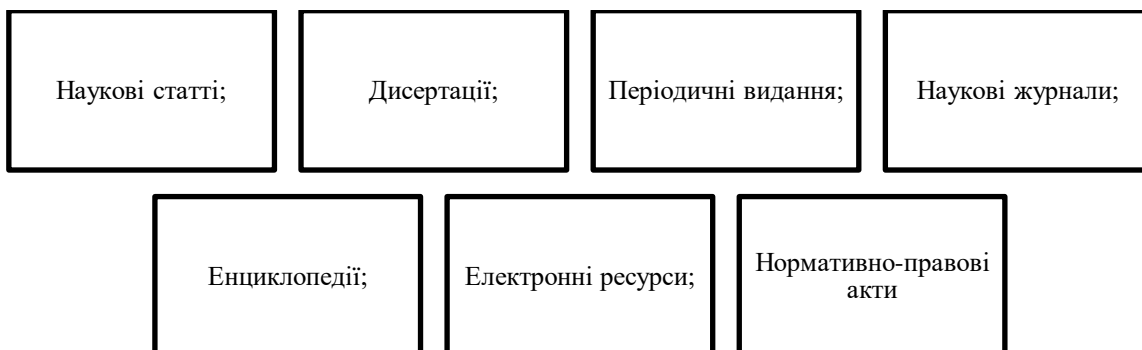 Наукові статті;
Дисертації;
Періодичні видання;
Наукові журнали;
Енциклопедії;
Електронні ресурси;
Нормативно-правові
акти